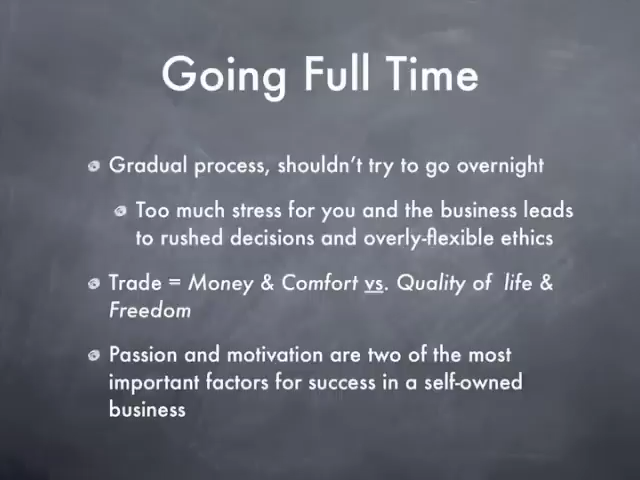 Going Full Time
Gradual process, shouldn't try to go overnight
Too much stress for you and the business leads
to rushed decisions and overly-flexible ethics
Trade = Money & Comfort vs. Quality of life &
Freedom
Passion and motivation are two of the most
important factors for success in a self-owned
business